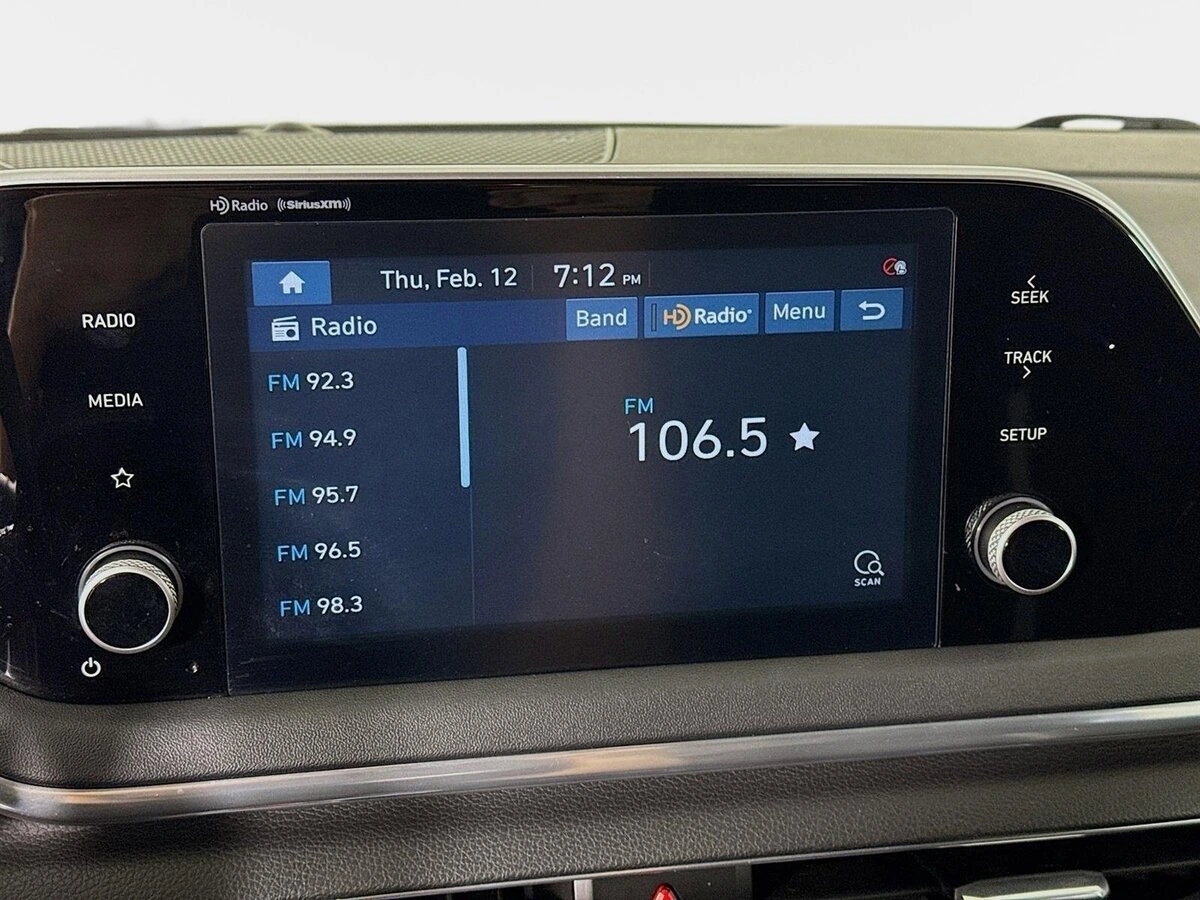 HD Radio ((SiriusXM))
Thu, Feb. 12 7:12 PM
Radio Band HD Radio Menu
FM 92.3
FM 94.9
FM 95.7
FM 96.5
FM 98.3
FM
106.5
SCAN
RADIO
MEDIA
SEEK
TRACK
SETUP